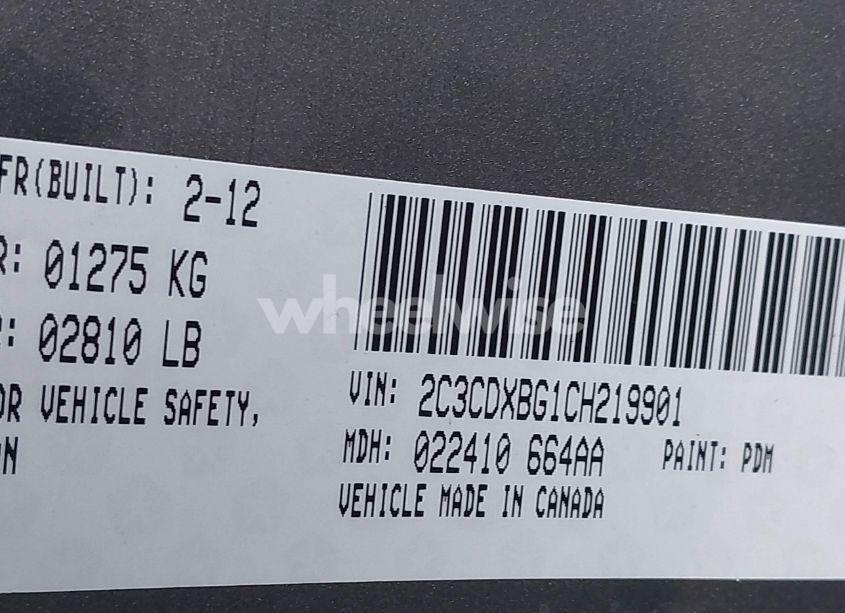 FR(BUILT): 2-12
R: 01275 KG
: 02810 LB
OR VEHICLE SAFETY,
ON
VIN: 2C3CDXBG1CH219901
MDH: 022410 664AA PAINT: PDM
VEHICLE MADE IN CANADA
wheelwise